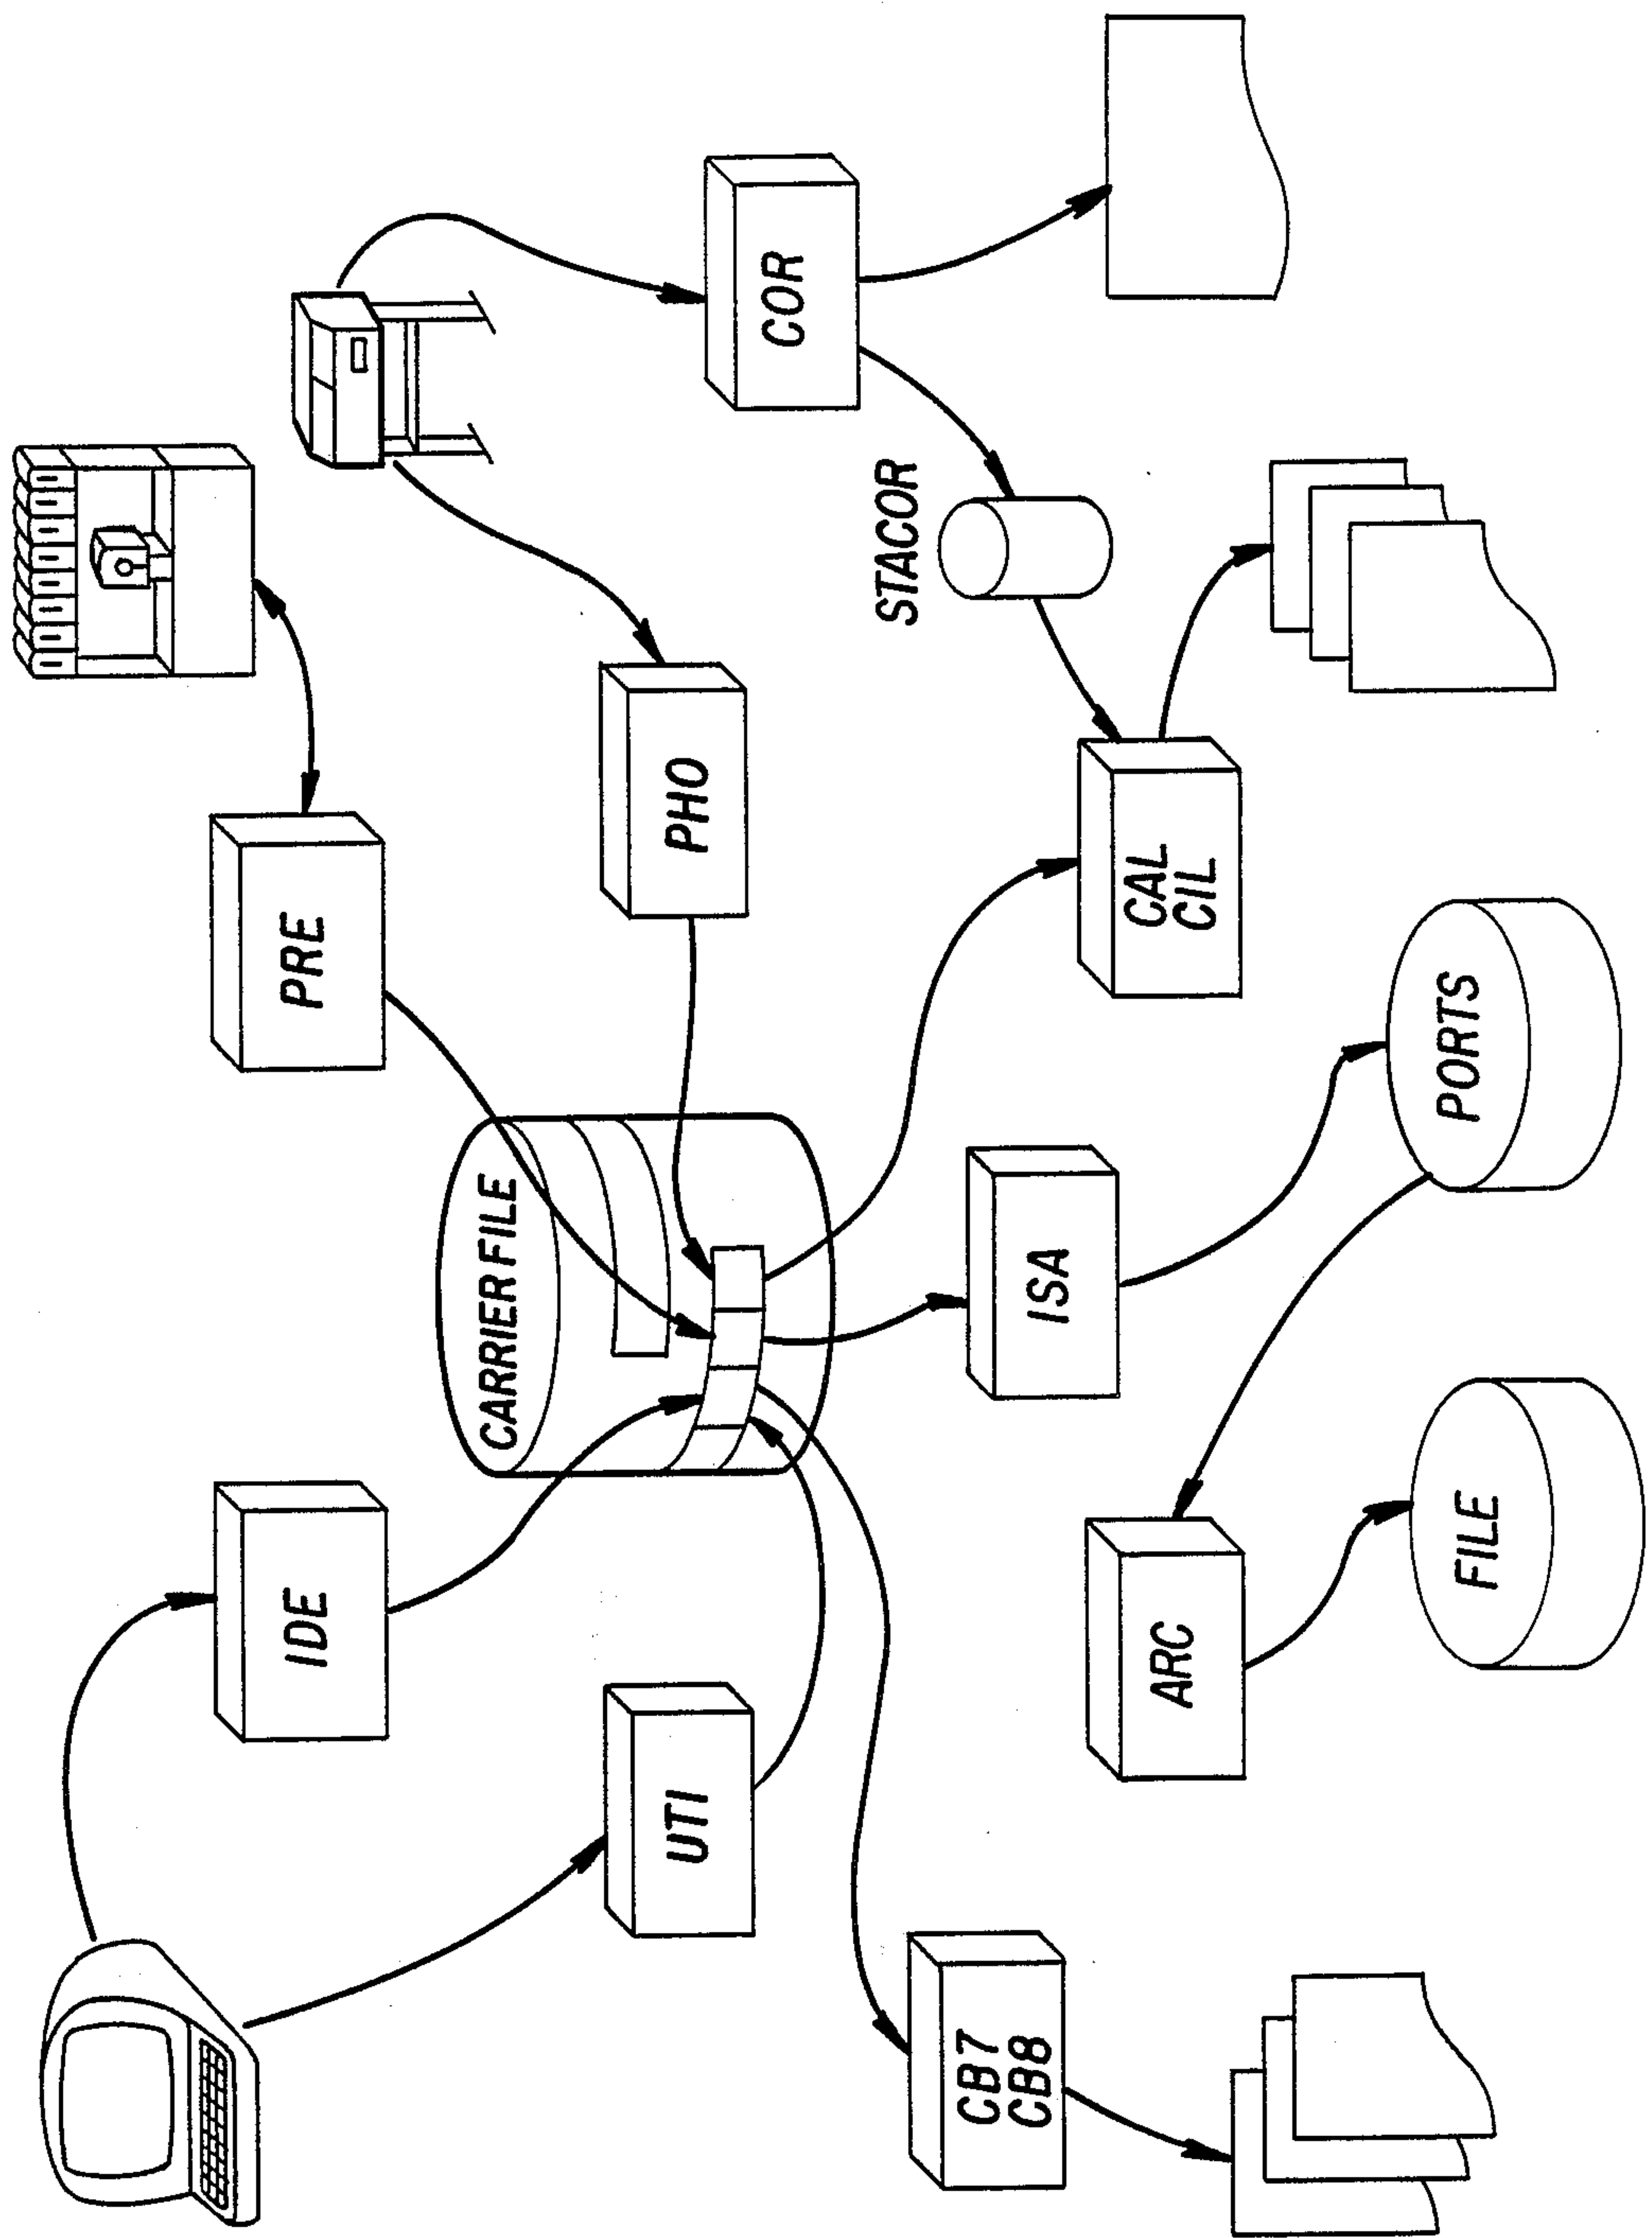 IDE
PRE
UTI
CARRIER FILE
PHO
COR
STACOR
CB7
CB8
ISA
CAL
CIL
ARC
FILE
PORTS